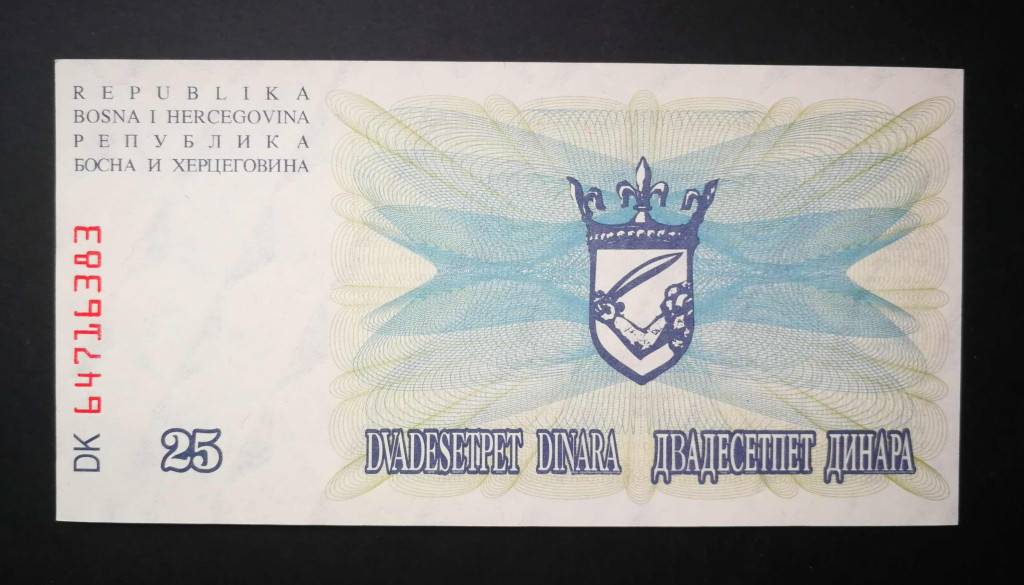 REPUBLIKA
BOSNA I HERCEGOVINA
РЕПУБЛИКА
БОСНА И ХЕРЦЕГОВИНА
DK 64716383
25
DVADESETPET DINARA ДВАДЕСЕТПЕТ ДИНАРА